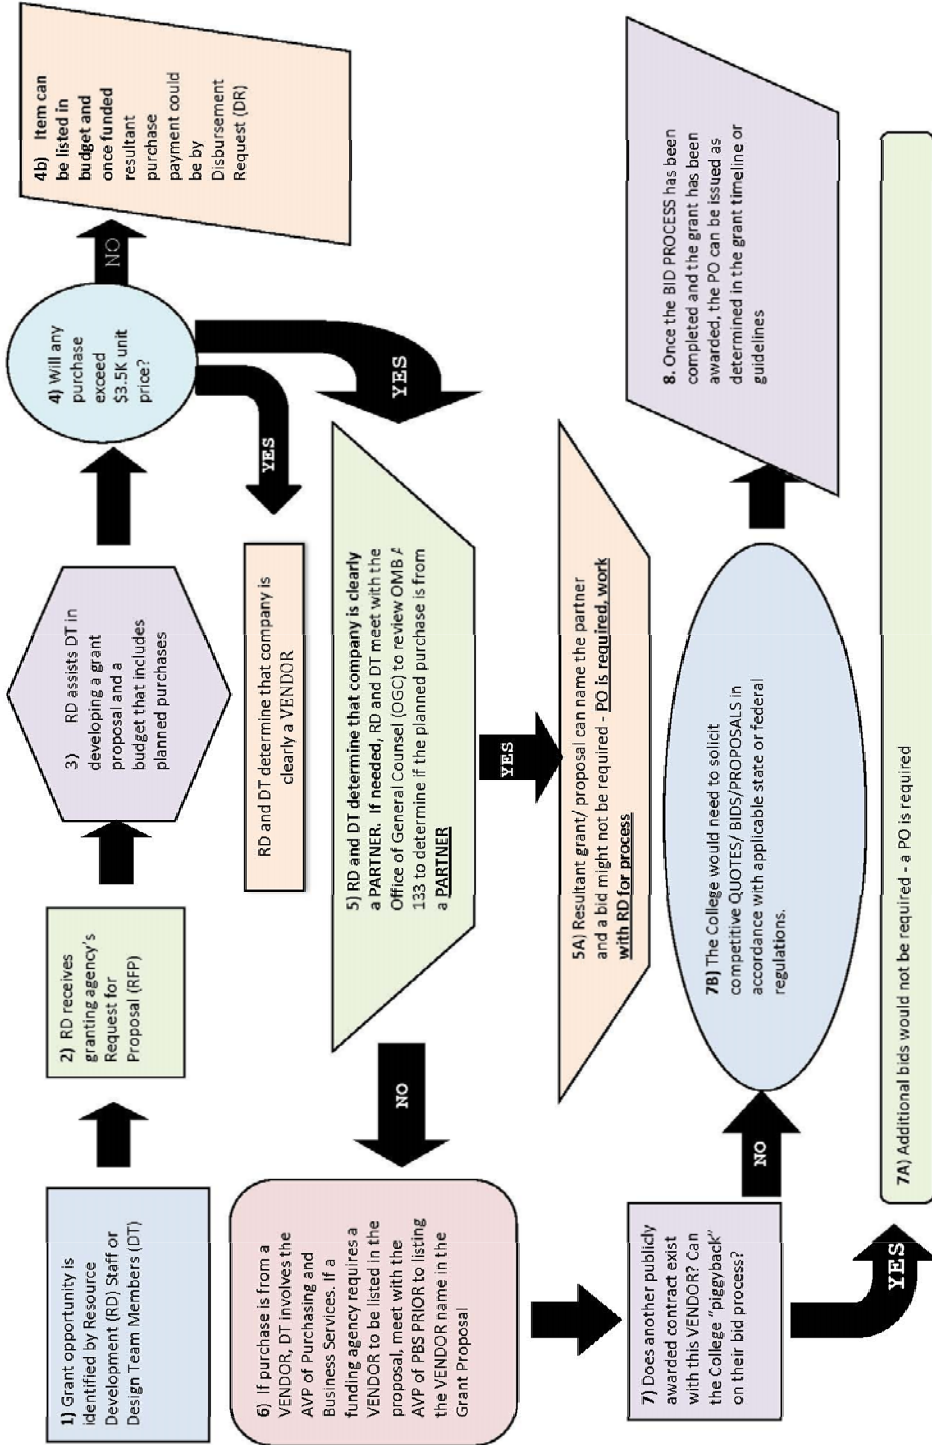 1) Grant opportunity is
identified by Resource
Development (RD) Staff or
Design Team Members (DT)
2) RD receives
granting agency's
Request for
Proposal (RFP)
3) RD assists DT in
developing a grant
proposal and a
budget that includes
planned purchases
4) Will any
purchase
exceed
$3.5K unit
price?
NO
4b) Item can
be listed in
budget and
once funded
resultant
purchase
payment could
be by
Disbursement
Request (DR)
YES
YES
RD and DT determine that company is
clearly a VENDOR
5) RD and DT determine that company is clearly
a PARTNER. If needed, RD and DT meet with the
Office of General Counsel (OGC) to review OMB A
133 to determine if the planned purchase is from
a PARTNER
NO
YES
5A) Resultant grant/ proposal can name the partner
and a bid might not be required - PO is required, work
with RD for process
6) If purchase is from a
VENDOR, DT involves the
AVP of Purchasing and
Business Services. If a
funding agency requires a
VENDOR to be listed in the
proposal, meet with the
AVP of PBS PRIOR to listing
the VENDOR name in the
Grant Proposal
7) Does another publicly
awarded contract exist
with this VENDOR? Can
the College "piggyback"
on their bid process?
NO
7B) The College would need to solicit
competitive QUOTES/ BIDS/PROPOSALS in
accordance with applicable state or federal
regulations.
8. Once the BID PROCESS has been
completed and the grant has been
awarded, the PO can be issued as
determined in the grant timeline or
guidelines
YES
7A) Additional bids would not be required - a PO is required